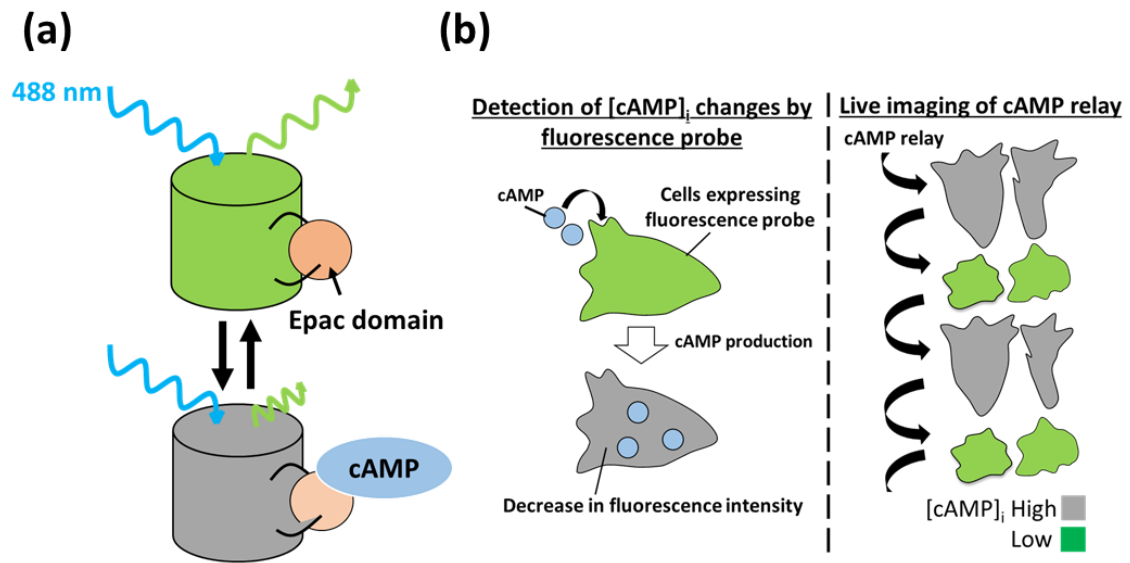 (a)
488 nm
Epac domain
cAMP
(b)
Detection of [cAMP]i changes by
fluorescence probe
cAMP
Cells expressing
fluorescence probe
cAMP production
Decrease in fluorescence intensity
Live imaging of cAMP relay
cAMP relay
[cAMP]i High
Low